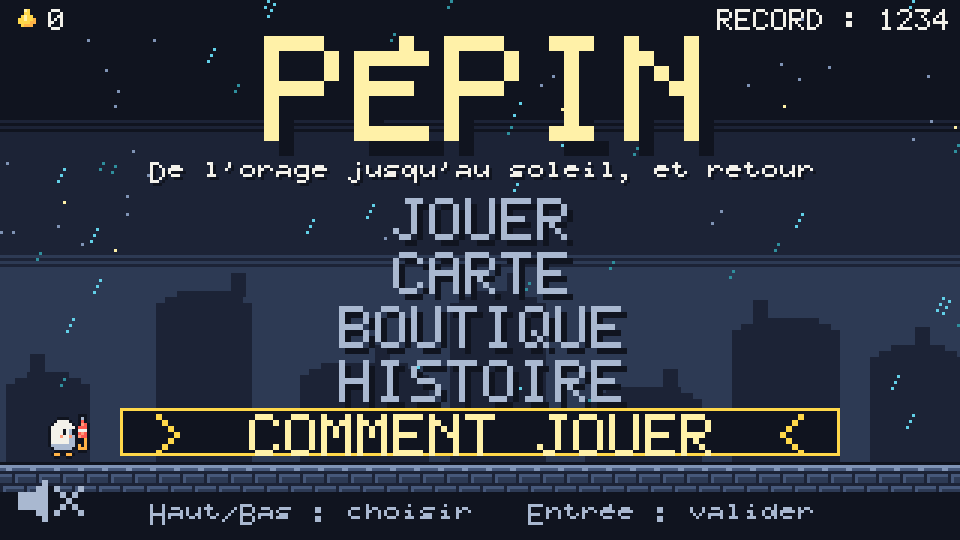 0
RECORD : 1234
PÉPIN
De l'orage jusqu'au soleil, et retour
JOUER
CARTE
BOUTIQUE
HISTOIRE
> COMMENT JOUER <
Haut/Bas : choisir Entrée : valider